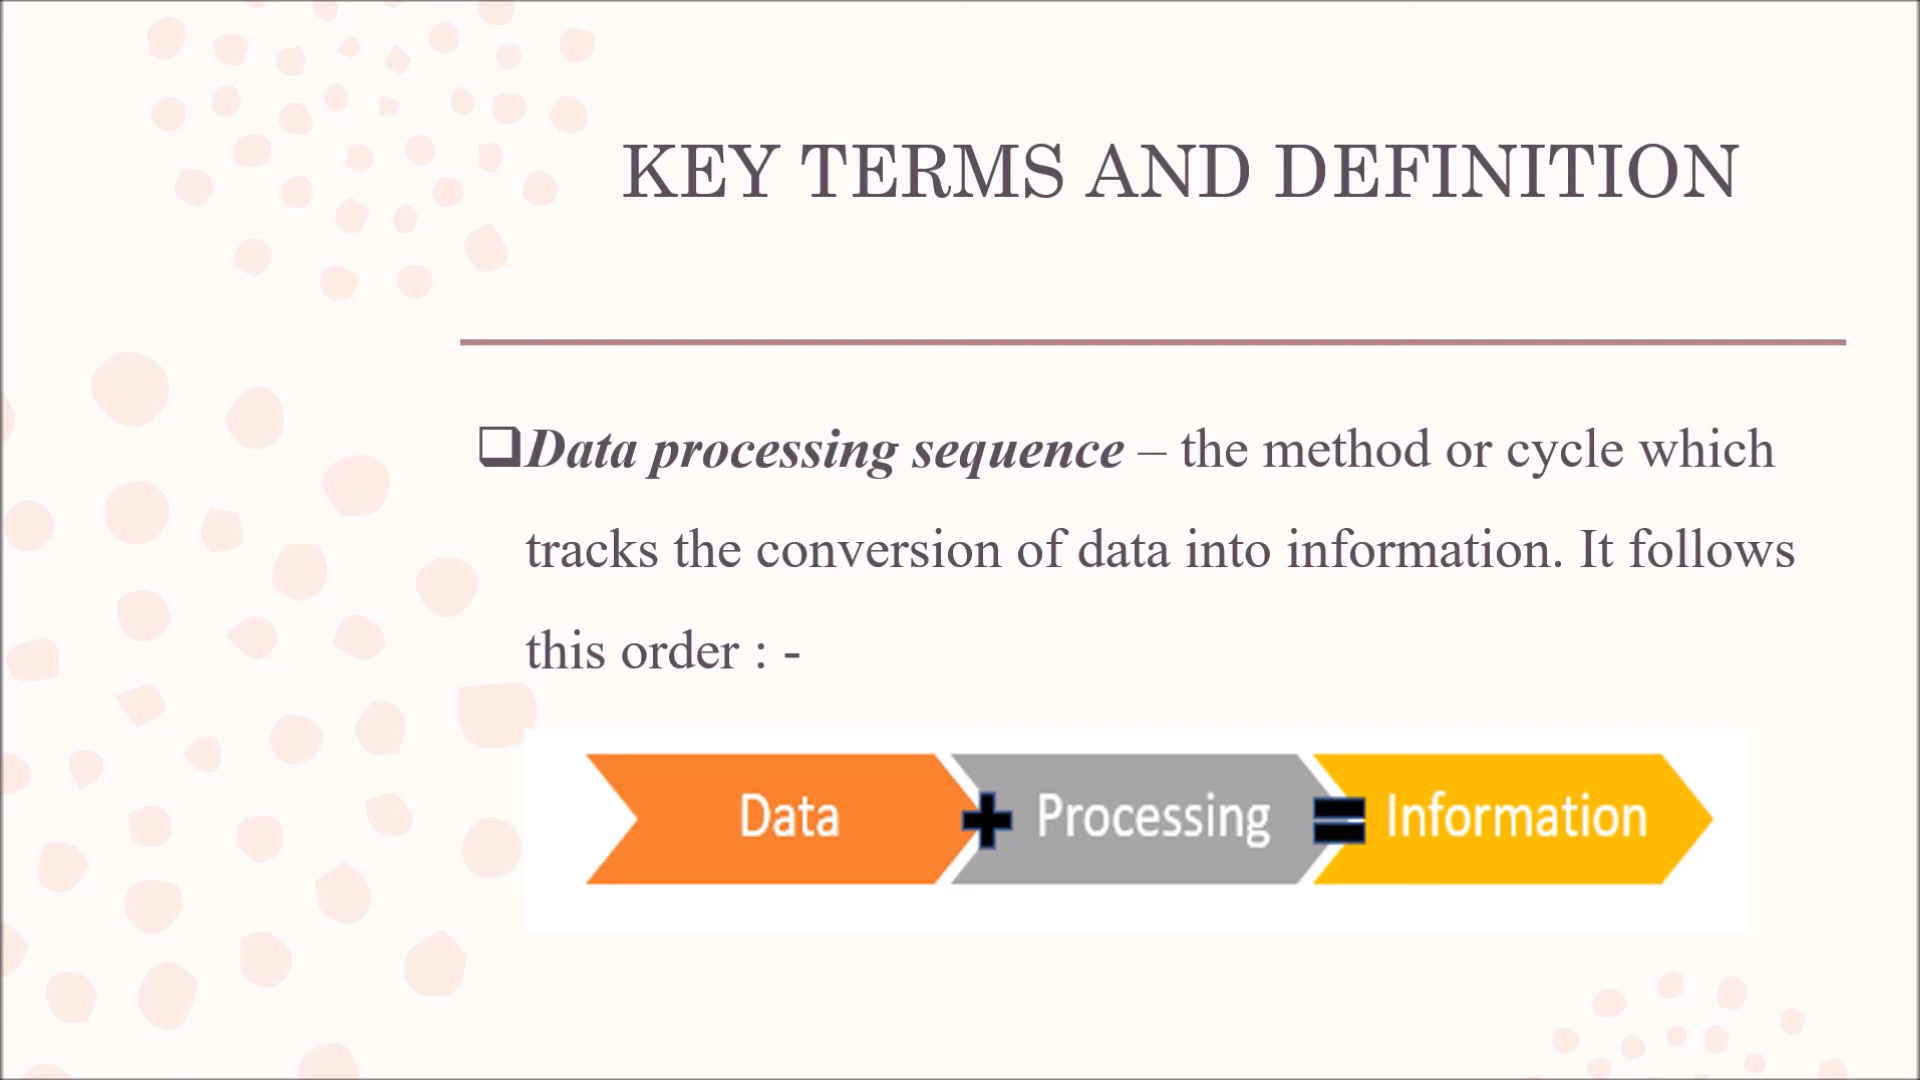 KEY TERMS AND DEFINITION
❑Data processing sequence – the method or cycle which
tracks the conversion of data into information. It follows
this order : -
Data + Processing = Information